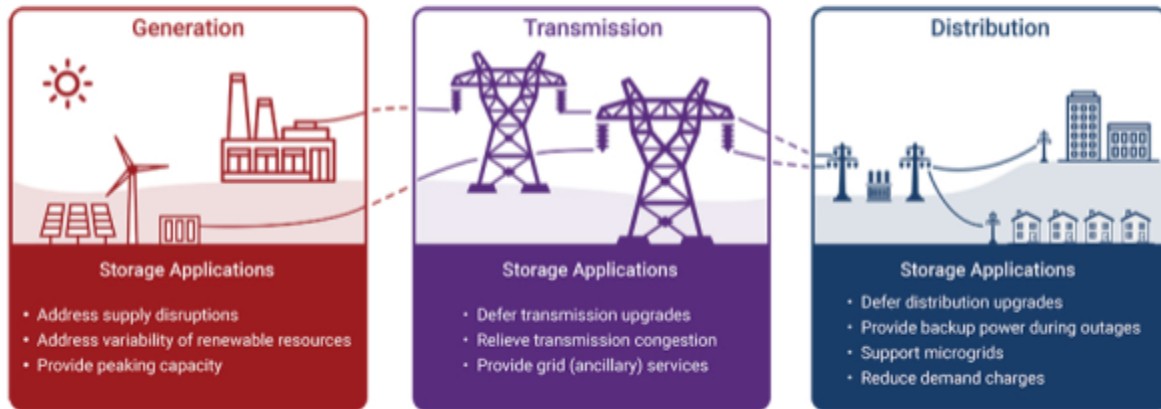 Generation
Storage Applications
• Address supply disruptions
• Address variability of renewable resources
• Provide peaking capacity
Transmission
Storage Applications
• Defer transmission upgrades
• Relieve transmission congestion
• Provide grid (ancillary) services
Distribution
Storage Applications
• Defer distribution upgrades
• Provide backup power during outages
• Support microgrids
• Reduce demand charges